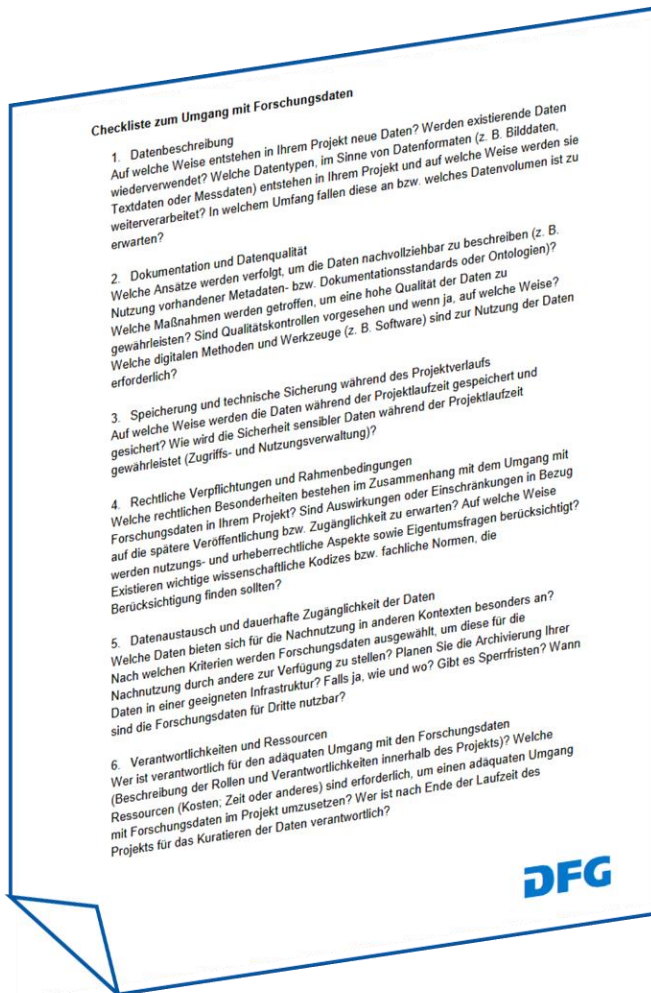 Checkliste zum Umgang mit Forschungsdaten
1. Datenbeschreibung
Auf welche Weise entstehen in Ihrem Projekt neue Daten? Werden existierende Daten
wiederverwendet? Welche Datentypen, im Sinne von Datenformaten (z. B. Bilddaten,
Textdaten oder Messdaten) entstehen in Ihrem Projekt und auf welche Weise werden sie
weiterverarbeitet? In welchem Umfang fallen diese an bzw. welches Datenvolumen ist zu
erwarten?
2. Dokumentation und Datenqualität
Welche Ansätze werden verfolgt, um die Daten nachvollziehbar zu beschreiben (z. B.
Nutzung vorhandener Metadaten- bzw. Dokumentationsstandards oder Ontologien)?
Welche Maßnahmen werden getroffen, um eine hohe Qualität der Daten zu
gewährleisten? Sind Qualitätskontrollen vorgesehen und wenn ja, auf welche Weise?
Welche digitalen Methoden und Werkzeuge (z. B. Software) sind zur Nutzung der Daten
erforderlich?
3. Speicherung und technische Sicherung während des Projektverlaufs
Auf welche Weise werden die Daten während der Projektlaufzeit gespeichert und
gesichert? Wie wird die Sicherheit sensibler Daten während der Projektlaufzeit
gewährleistet (Zugriffs- und Nutzungsverwaltung)?
4. Rechtliche Verpflichtungen und Rahmenbedingungen
Welche rechtlichen Besonderheiten bestehen im Zusammenhang mit dem Umgang mit
Forschungsdaten in Ihrem Projekt? Sind Auswirkungen oder Einschränkungen in Bezug
auf die spätere Veröffentlichung bzw. Zugänglichkeit zu erwarten? Auf welche Weise
werden nutzungs- und urheberrechtliche Aspekte sowie Eigentumsfragen berücksichtigt?
Existieren wichtige wissenschaftliche Kodizes bzw. fachliche Normen, die
Berücksichtigung finden sollten?
5. Datenaustausch und dauerhafte Zugänglichkeit der Daten
Welche Daten bieten sich für die Nachnutzung in anderen Kontexten besonders an?
Nach welchen Kriterien werden Forschungsdaten ausgewählt, um diese für die
Nachnutzung durch andere zur Verfügung zu stellen? Planen Sie die Archivierung Ihrer
Daten in einer geeigneten Infrastruktur? Falls ja, wie und wo? Gibt es Sperrfristen? Wann
sind die Forschungsdaten für Dritte nutzbar?
6. Verantwortlichkeiten und Ressourcen
Wer ist verantwortlich für den adäquaten Umgang mit den Forschungsdaten
(Beschreibung der Rollen und Verantwortlichkeiten innerhalb des Projekts)? Welche
Ressourcen (Kosten; Zeit oder anderes) sind erforderlich, um einen adäquaten Umgang
mit Forschungsdaten im Projekt umzusetzen? Wer ist nach Ende der Laufzeit des
Projekts für das Kuratieren der Daten verantwortlich?
DFG